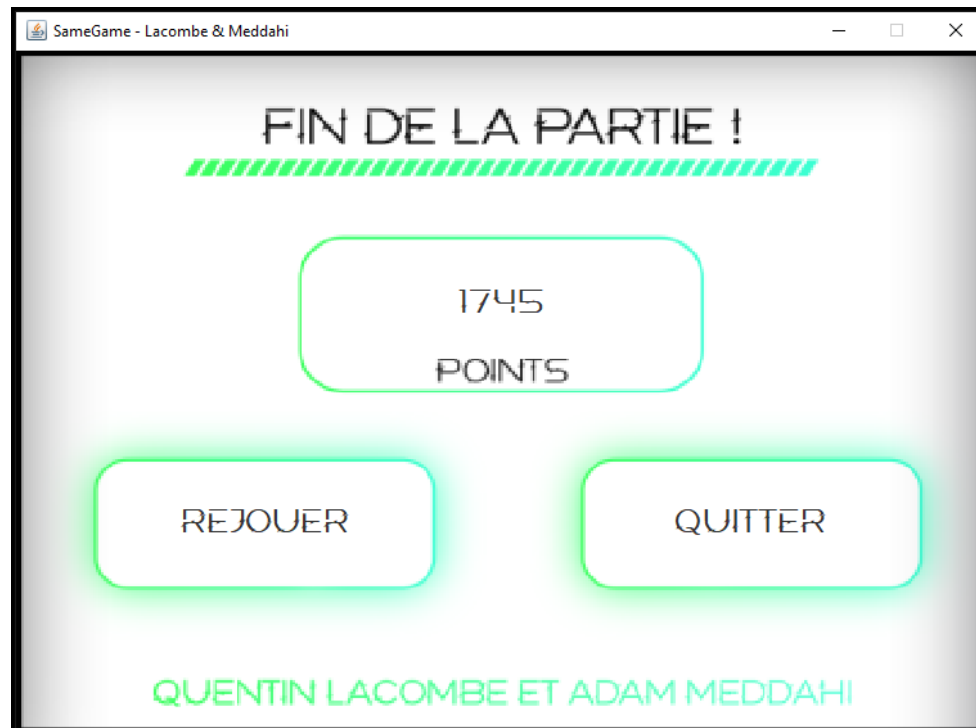 SameGame - Lacombe & Meddahi
FIN DE LA PARTIE !
1745
POINTS
REJOUER
QUITTER
QUENTIN LACOMBE ET ADAM MEDDAHI